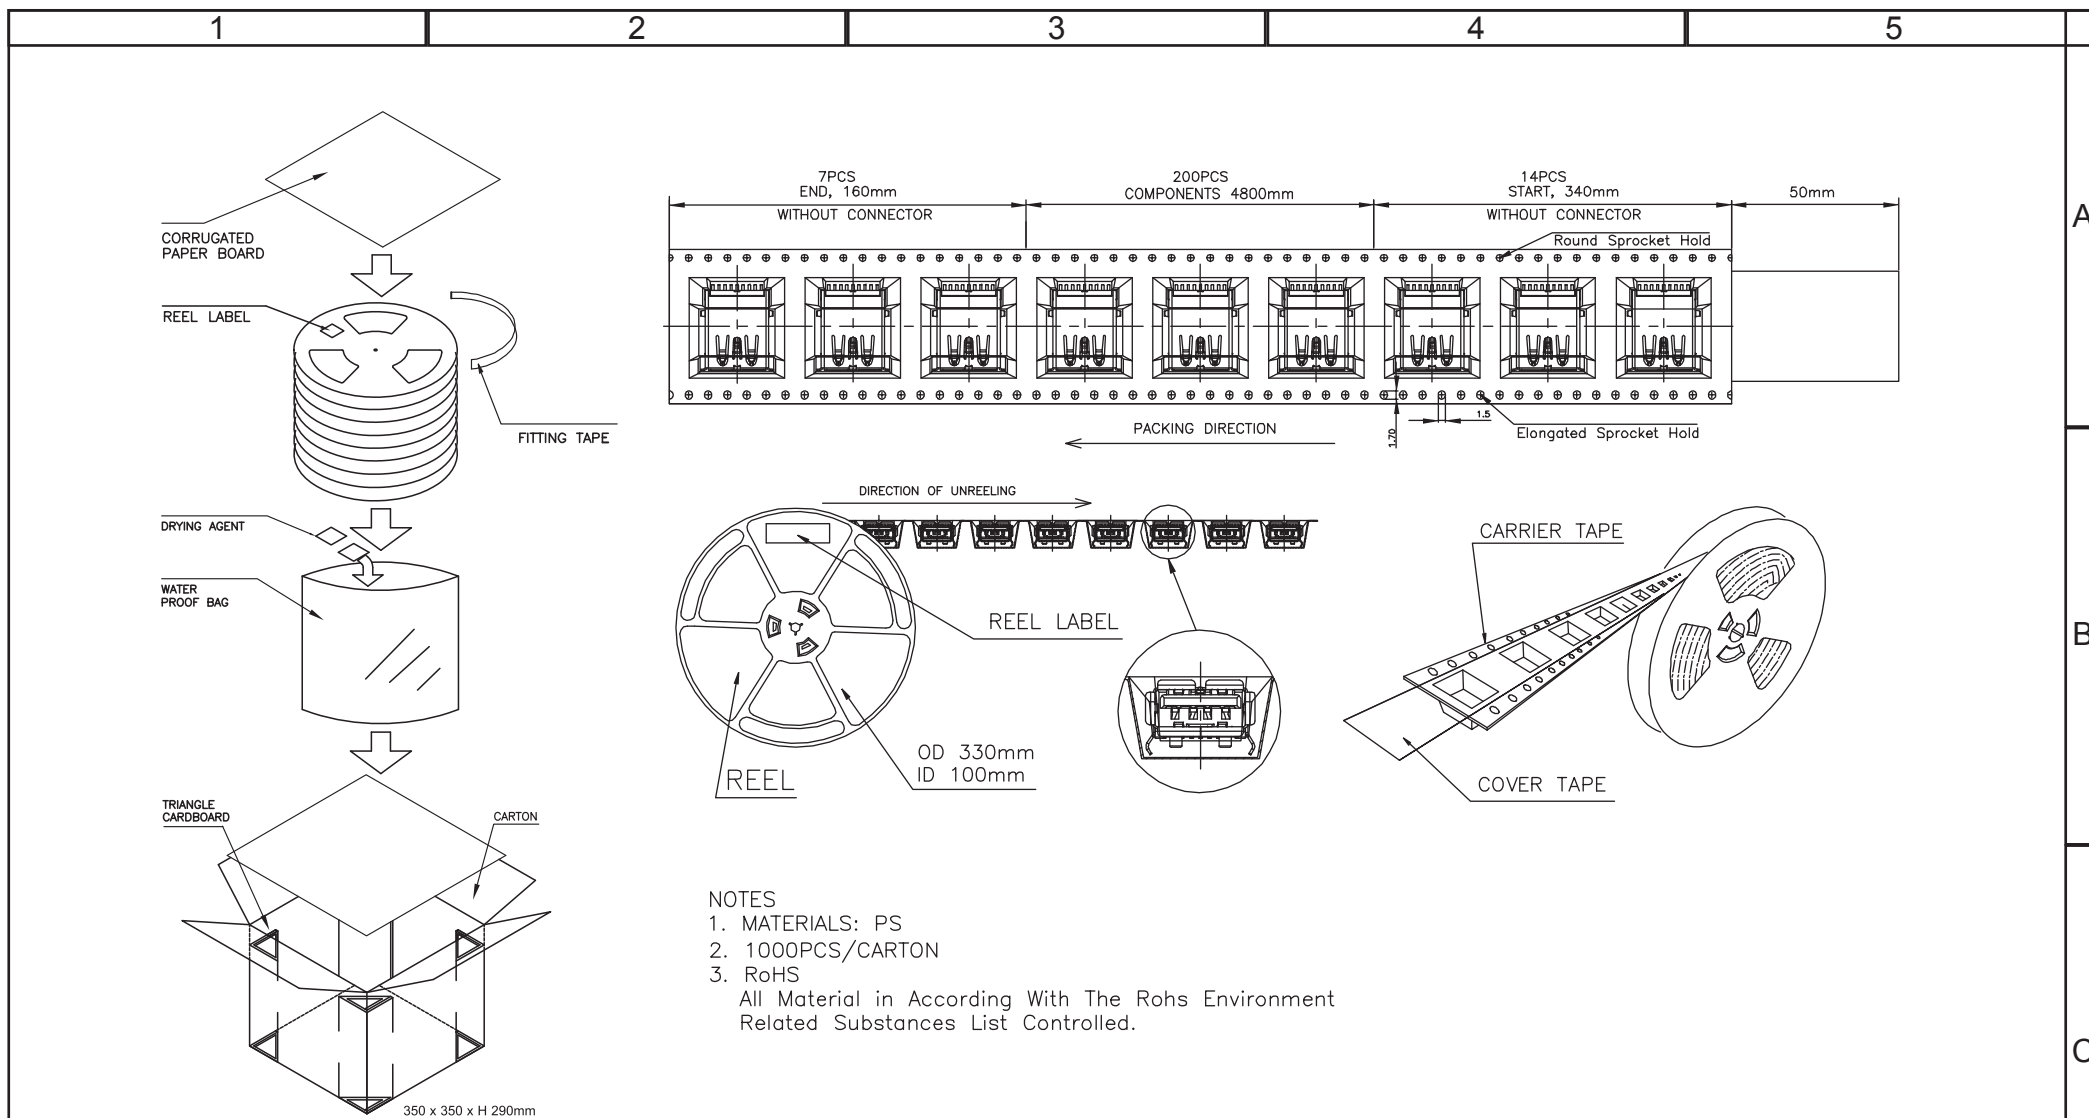 1
2
3
4
5
A
B
C
CORRUGATED
PAPER BOARD
REEL LABEL
FITTING TAPE
DRYING AGENT
WATER
PROOF BAG
TRIANGLE
CARDBOARD
CARTON
350 x 350 x H 290mm
7PCS
END, 160mm
WITHOUT CONNECTOR
200PCS
COMPONENTS 4800mm
14PCS
START, 340mm
WITHOUT CONNECTOR
50mm
Round Sprocket Hold
1.70
1.5
Elongated Sprocket Hold
PACKING DIRECTION
DIRECTION OF UNREELING
REEL LABEL
REEL
OD 330mm
ID 100mm
CARRIER TAPE
COVER TAPE
NOTES
1. MATERIALS: PS
2. 1000PCS/CARTON
3. RoHS
All Material in According With The Rohs Environment
Related Substances List Controlled.